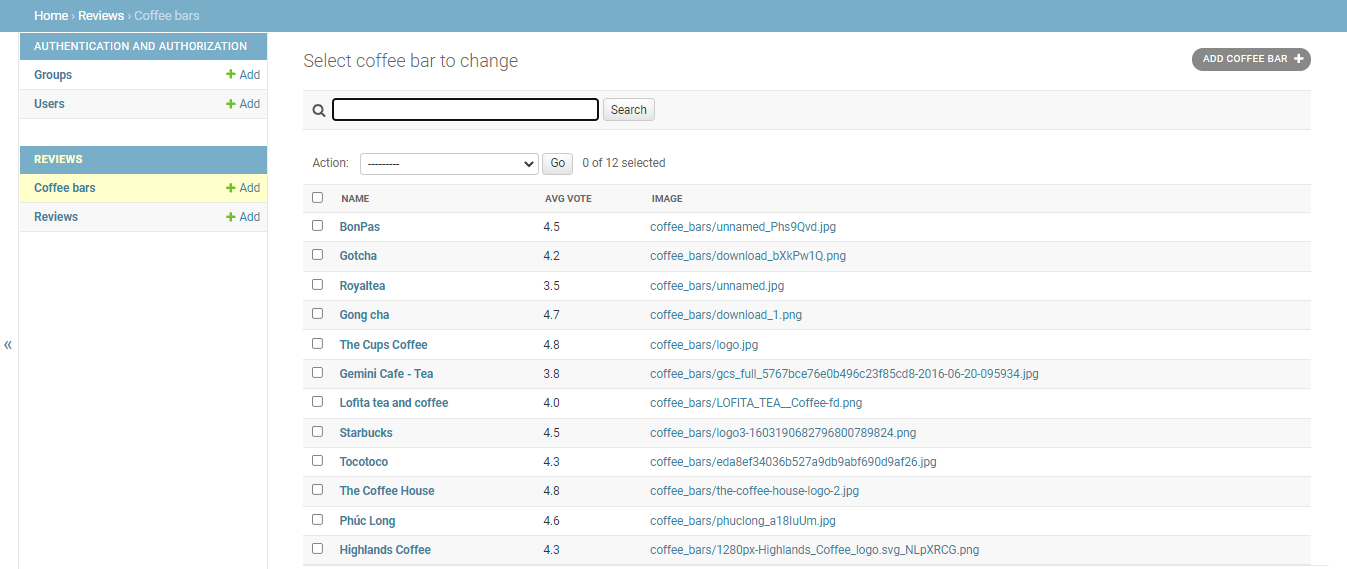 Home › Reviews › Coffee bars
AUTHENTICATION AND AUTHORIZATION
Groups + Add
Users + Add
REVIEWS
Coffee bars + Add
Reviews + Add
«
Select coffee bar to change
ADD COFFEE BAR +
Search
Action: --------- Go 0 of 12 selected
NAME AVG VOTE IMAGE
BonPas 4.5 coffee_bars/unnamed_Phs9Qvd.jpg
Gotcha 4.2 coffee_bars/download_bXkPw1Q.png
Royaltea 3.5 coffee_bars/unnamed.jpg
Gong cha 4.7 coffee_bars/download_1.png
The Cups Coffee 4.8 coffee_bars/logo.jpg
Gemini Cafe - Tea 3.8 coffee_bars/gcs_full_5767bce76e0b496c23f85cd8-2016-06-20-095934.jpg
Lofita tea and coffee 4.0 coffee_bars/LOFITA_TEA__Coffee-fd.png
Starbucks 4.5 coffee_bars/logo3-1603190682796800789824.png
Tocotoco 4.3 coffee_bars/eda8ef34036b527a9db9abf690d9af26.jpg
The Coffee House 4.8 coffee_bars/the-coffee-house-logo-2.jpg
Phúc Long 4.6 coffee_bars/phuclong_a18IuUm.jpg
Highlands Coffee 4.3 coffee_bars/1280px-Highlands_Coffee_logo.svg_NLpXRCG.png